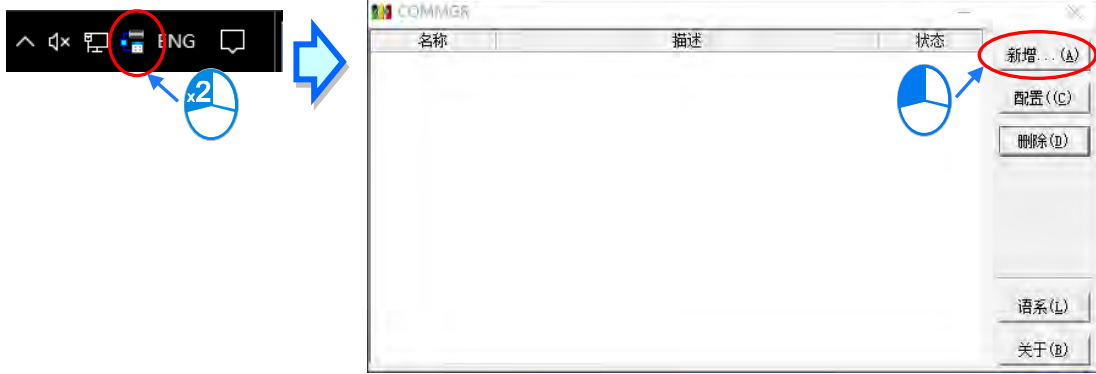 ENG
x2
COMMGR
名称 描述 状态
新增...(A)
配置((C)
删除(D)
语系(L)
关于(B)